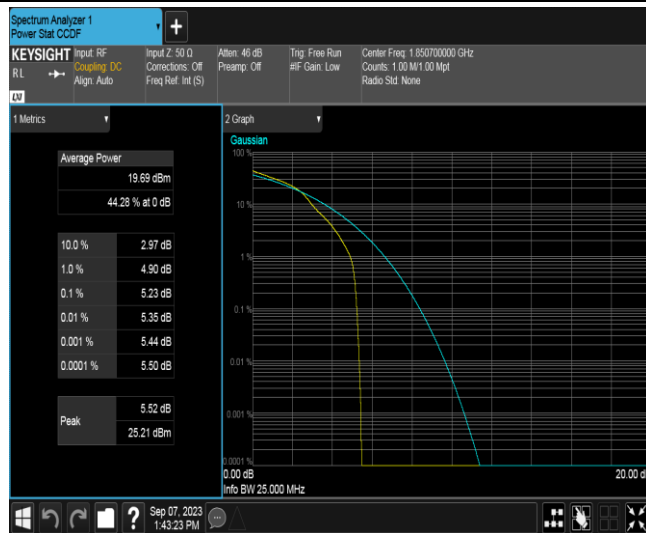 Spectrum Analyzer 1
Power Stat CCDF
+
KEYSIGHT
RL
LXI
Input: RF
Coupling: DC
Align: Auto
Input Z: 50 Ω
Corrections: Off
Freq Ref: Int (S)
Atten: 46 dB
Preamp: Off
Trig: Free Run
#IF Gain: Low
Center Freq: 1.850700000 GHz
Counts: 1.00 M/1.00 Mpt
Radio Std: None
1 Metrics
Average Power
19.69 dBm
44.28 % at 0 dB
10.0 % 2.97 dB
1.0 % 4.90 dB
0.1 % 5.23 dB
0.01 % 5.35 dB
0.001 % 5.44 dB
0.0001 % 5.50 dB
Peak
5.52 dB
25.21 dBm
2 Graph
Gaussian
100 %
10 %
1 %
0.1 %
0.01 %
0.001 %
0.0001 %
0.00 dB
20.00 d
Info BW 25.000 MHz
?
Sep 07, 2023
1:43:23 PM